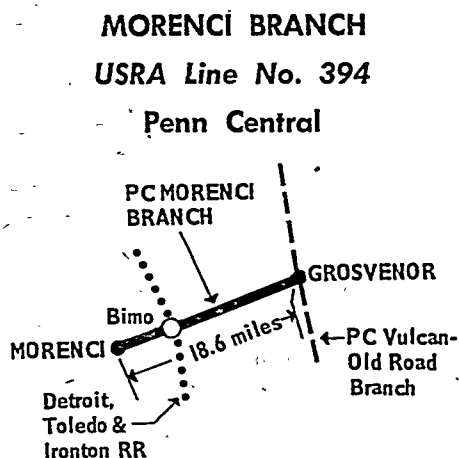 MORENCI BRANCH
USRA Line No. 394
Penn Central
PC MORENCI
BRANCH
GROSVENOR
Bimo
MORENCI
18.6 miles
PC Vulcan-
Old Road
Branch
Detroit,
Toledo &
Ironton RR